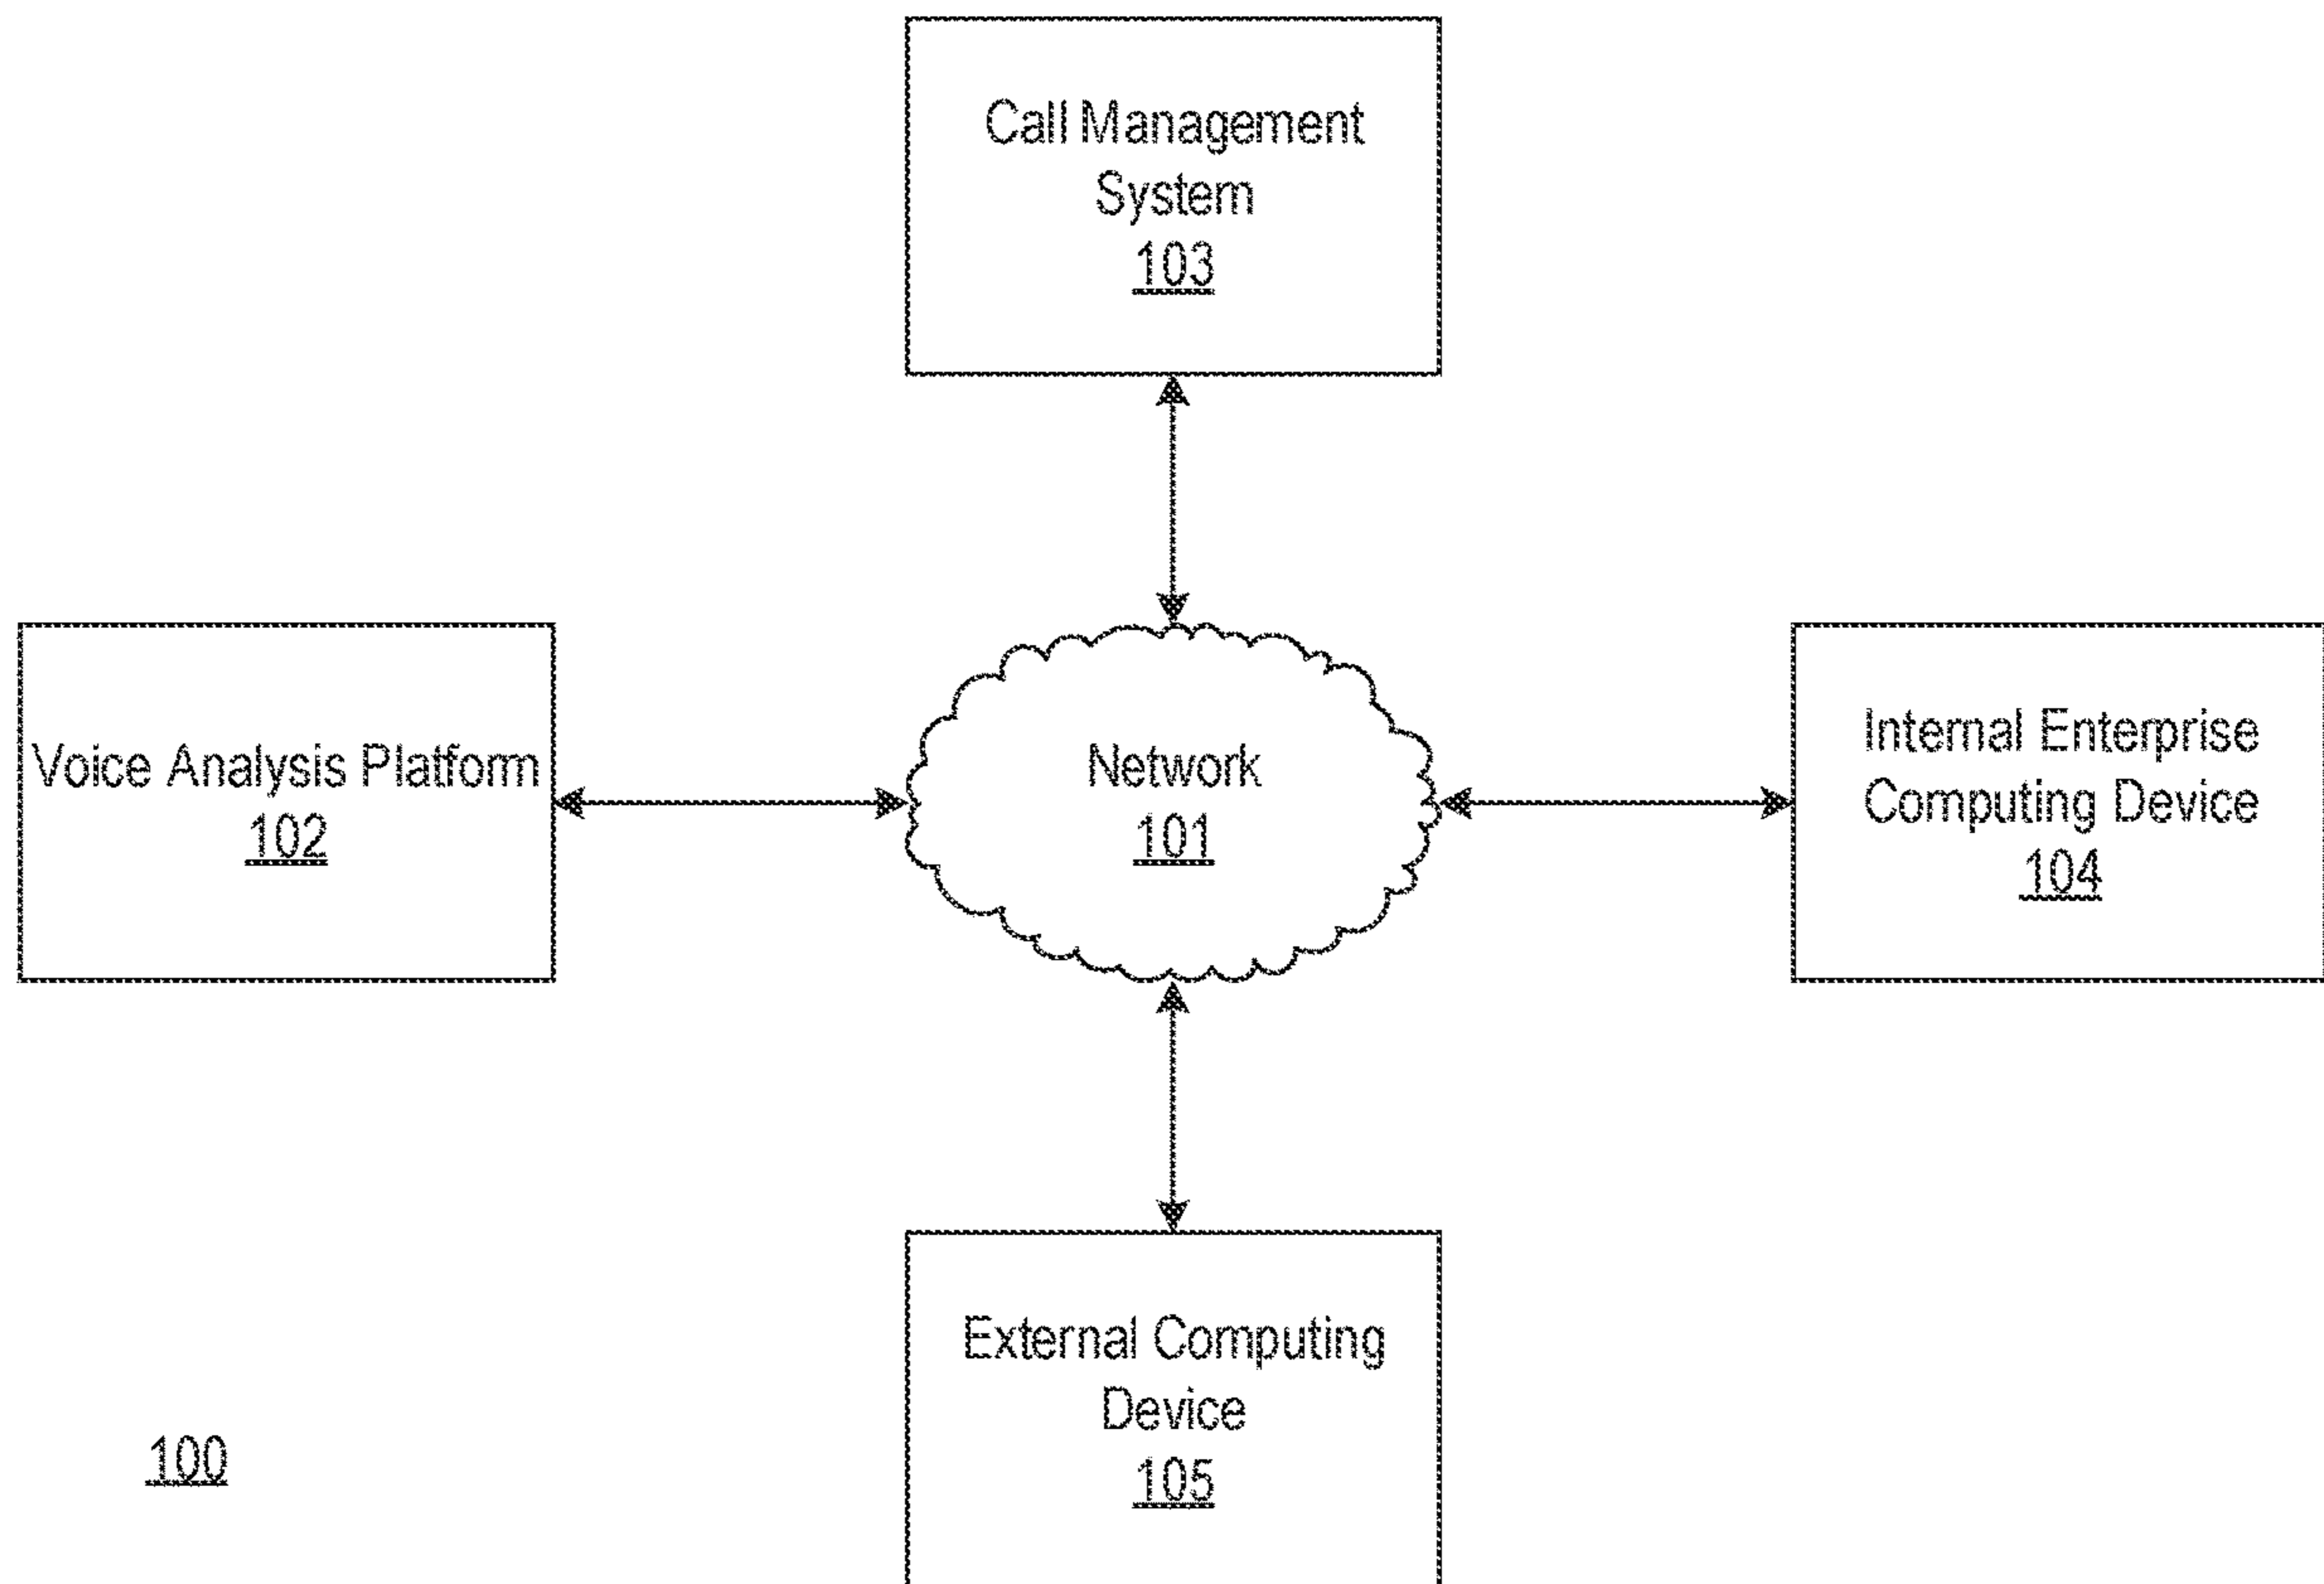 Call Management
System
103
Voice Analysis Platform
102
Network
101
Internal Enterprise
Computing Device
104
External Computing
Device
105
100